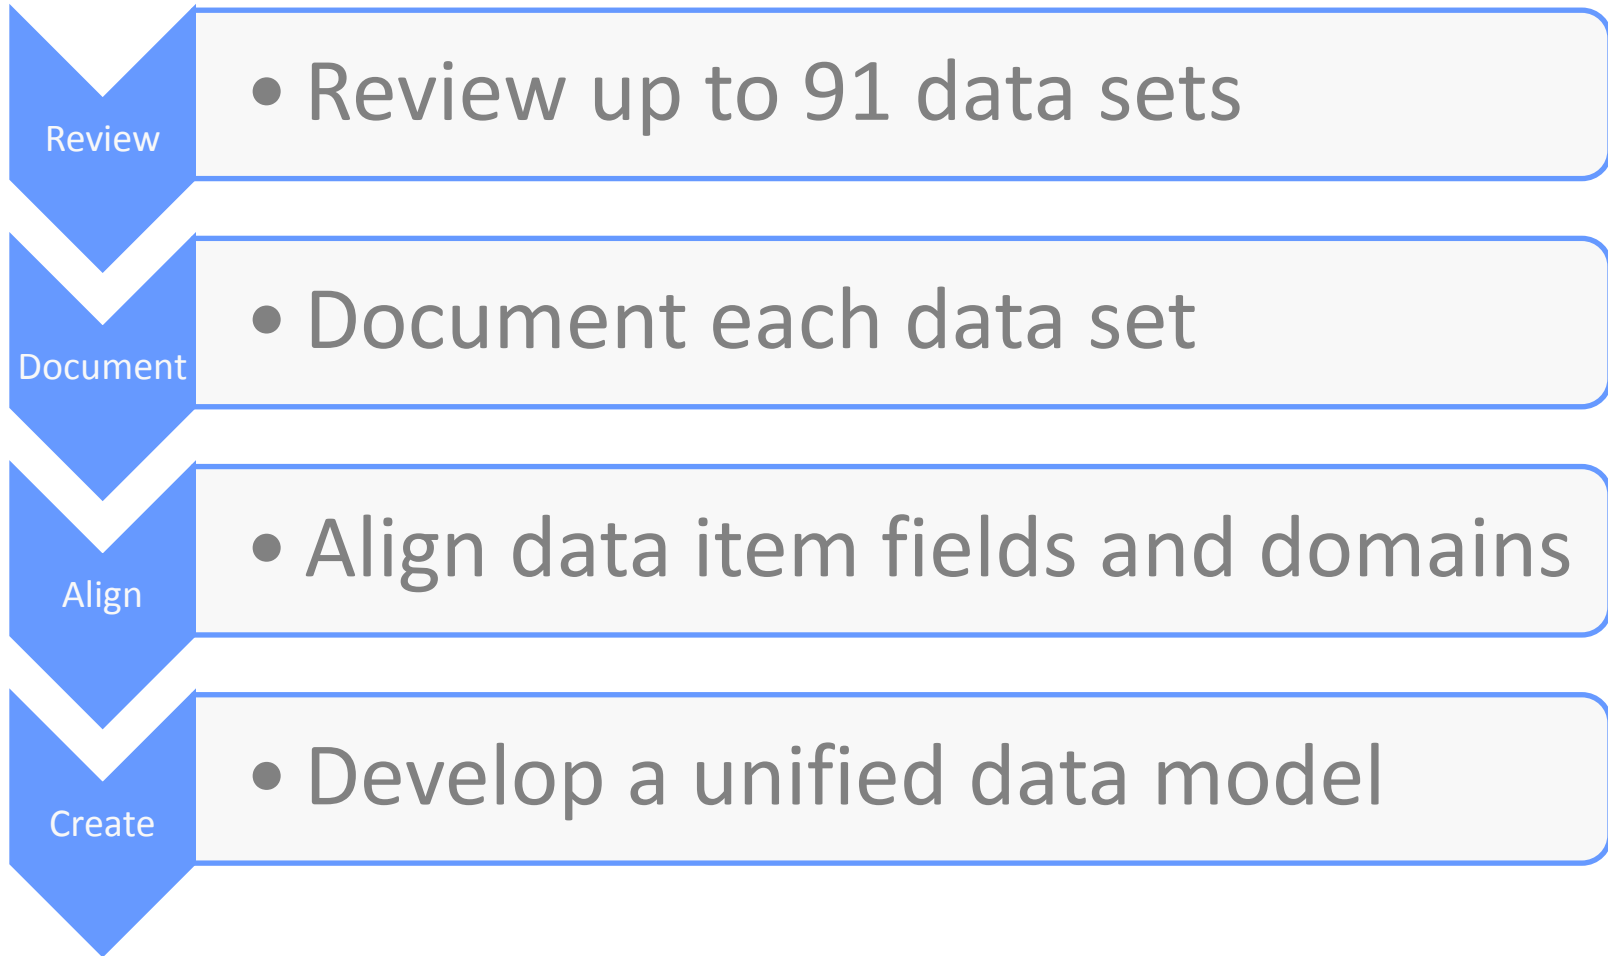 Review
• Review up to 91 data sets
Document
• Document each data set
Align
• Align data item fields and domains
Create
• Develop a unified data model